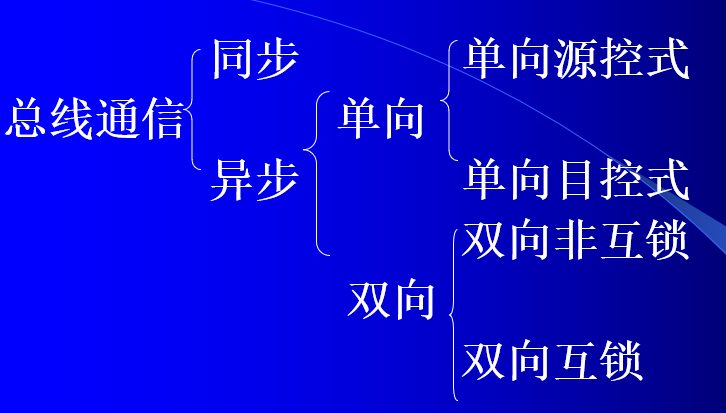 总线通信
同步
异步
单向
单向源控式
单向目控式
双向
双向非互锁
双向互锁